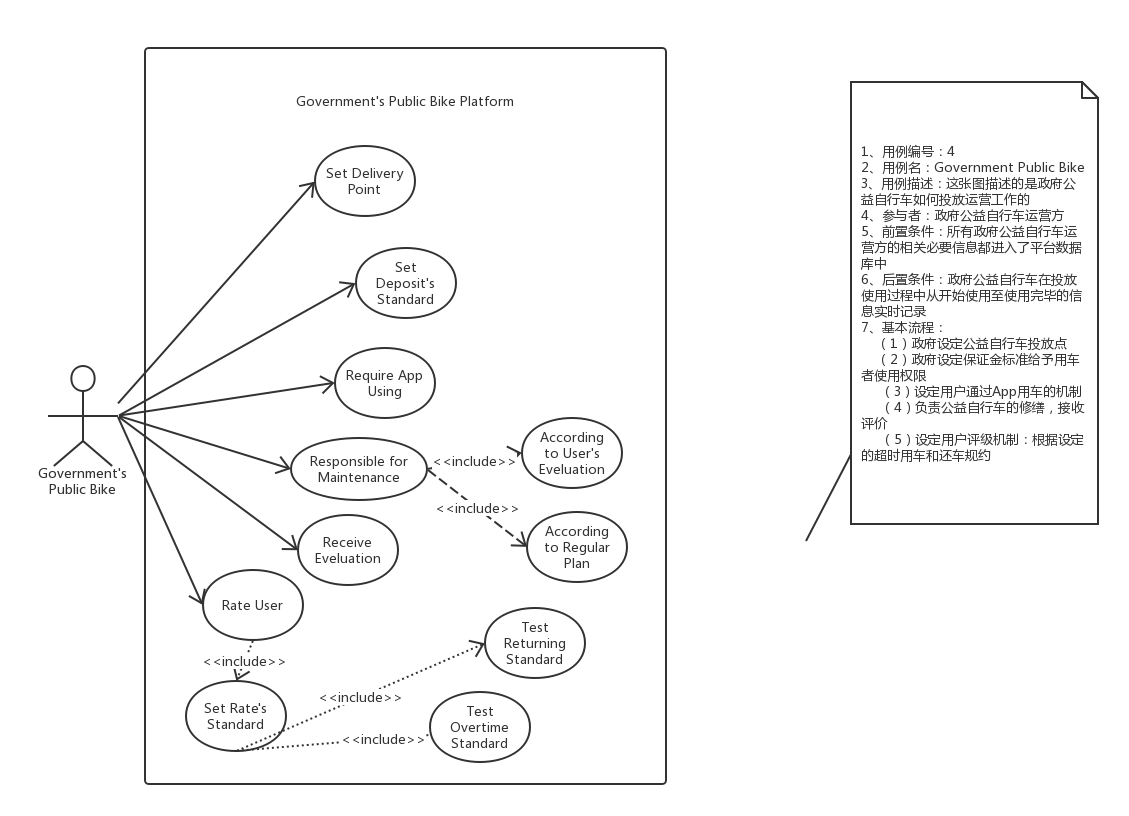 Government's Public Bike Platform
Set Delivery
Point
Set
Deposit's
Standard
Require App
Using
Responsible for
Maintenance
<<include>>
According
to User's
Eveluation
<<include>>
According
to Regular
Plan
Government's
Public Bike
Receive
Eveluation
Rate User
<<include>>
Set Rate's
Standard
<<include>>
Test
Returning
Standard
<<include>>
Test
Overtime
Standard
1、用例编号：4
2、用例名：Government Public Bike
3、用例描述：这张图描述的是政府公
益自行车如何投放运营工作的
4、参与者：政府公益自行车运营方
5、前置条件：所有政府公益自行车运
营方的相关必要信息都进入了平台数据
库中
6、后置条件：政府公益自行车在投放
使用过程中从开始使用至使用完毕的信
息实时记录
7、基本流程：
（1）政府设定公益自行车投放点
（2）政府设定保证金标准给予用车
者使用权限
（3）设定用户通过App用车的机制
（4）负责公益自行车的修缮，接收
评价
（5）设定用户评级机制：根据设定
的超时用车和还车规约